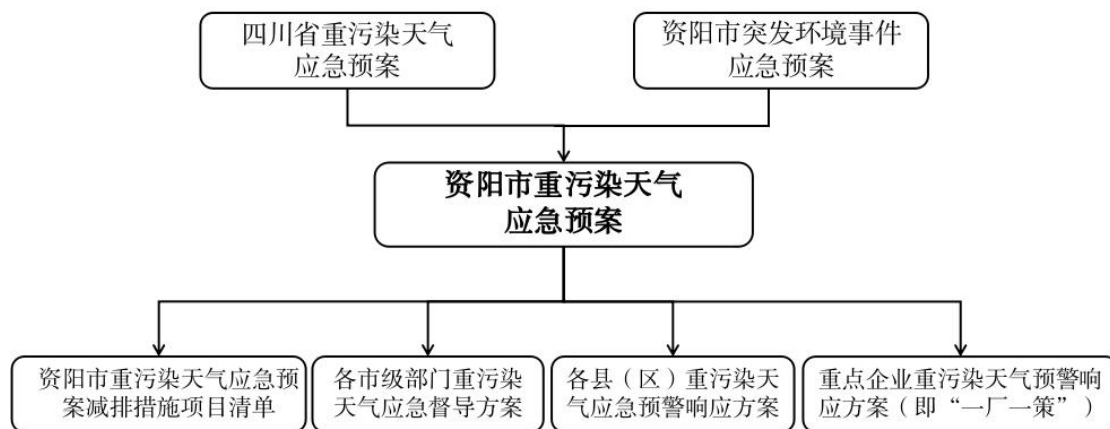 四川省重污染天气
应急预案
资阳市突发环境事件
应急预案
资阳市重污染天气
应急预案
资阳市重污染天气应急预
案减排措施项目清单
各市级部门重污染
天气应急督导方案
各县（区）重污染天
气应急预警响应方案
重点企业重污染天气预警响
应方案（即“一厂一策”）